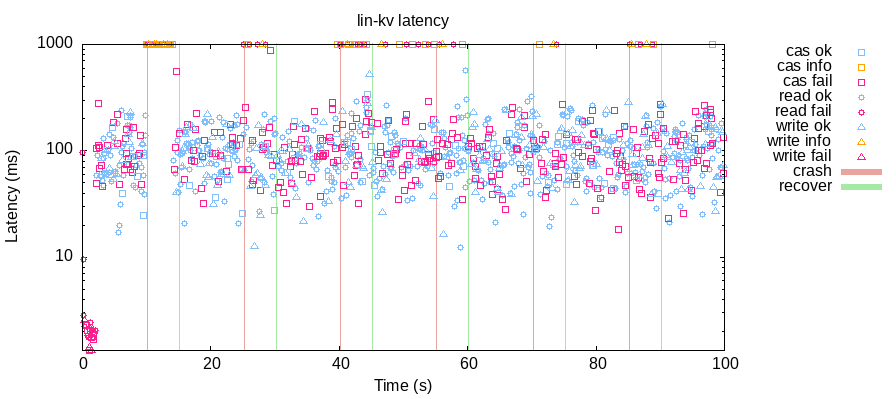 lin-kv latency
Latency (ms)
1000
100
10
0
20
40
60
80
100
Time (s)
cas ok
cas info
cas fail
read ok
read fail
write ok
write info
write fail
crash
recover